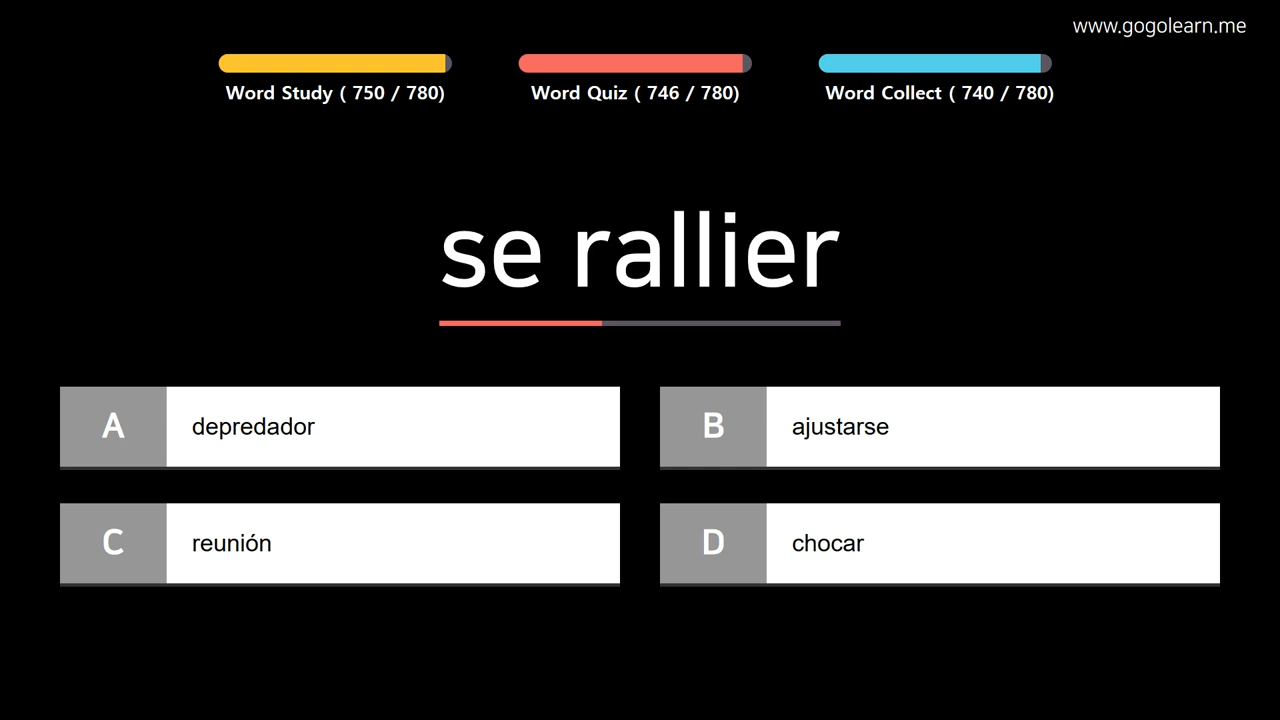 www.gogolearn.me
Word Study ( 750 / 780)
Word Quiz ( 746 / 780)
Word Collect ( 740 / 780)
se rallier
A depredador
B ajustarse
C reunión
D chocar